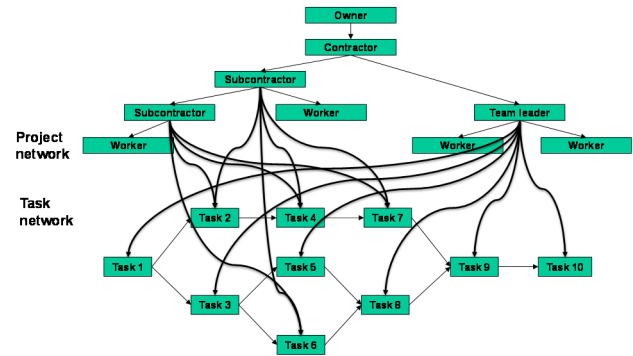 Owner
Contractor
Subcontractor
Subcontractor
Worker
Team leader
Project
network
Worker
Worker
Worker
Task
network
Task 2
Task 4
Task 7
Task 1
Task 5
Task 9
Task 10
Task 3
Task 8
Task 6